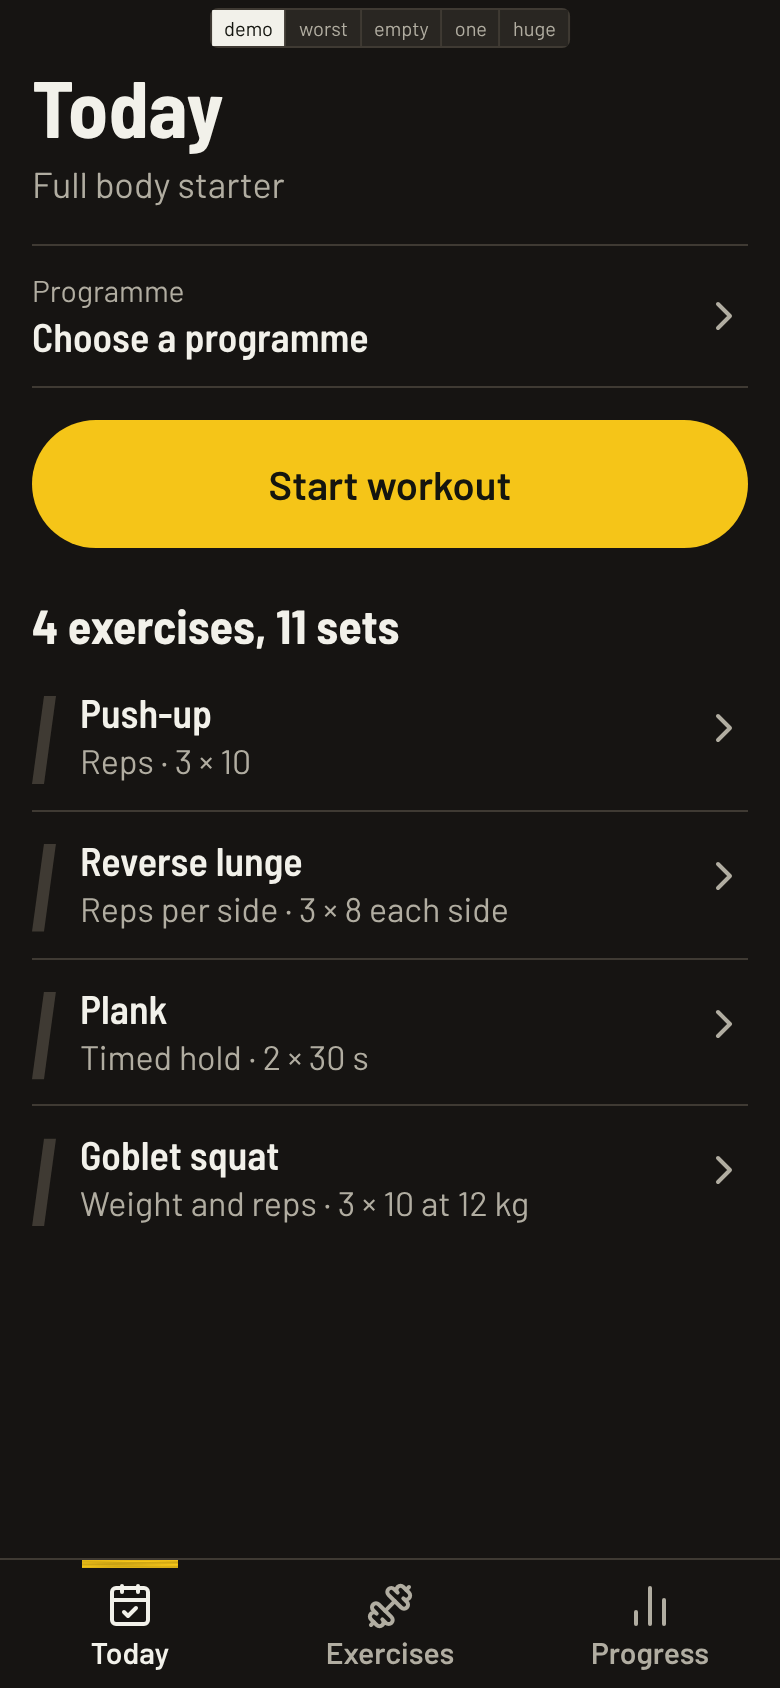 demo worst empty one huge
Today
Full body starter
Programme
Choose a programme
Start workout
4 exercises, 11 sets
Push-up
Reps · 3 × 10
Reverse lunge
Reps per side · 3 × 8 each side
Plank
Timed hold · 2 × 30 s
Goblet squat
Weight and reps · 3 × 10 at 12 kg
Today Exercises Progress